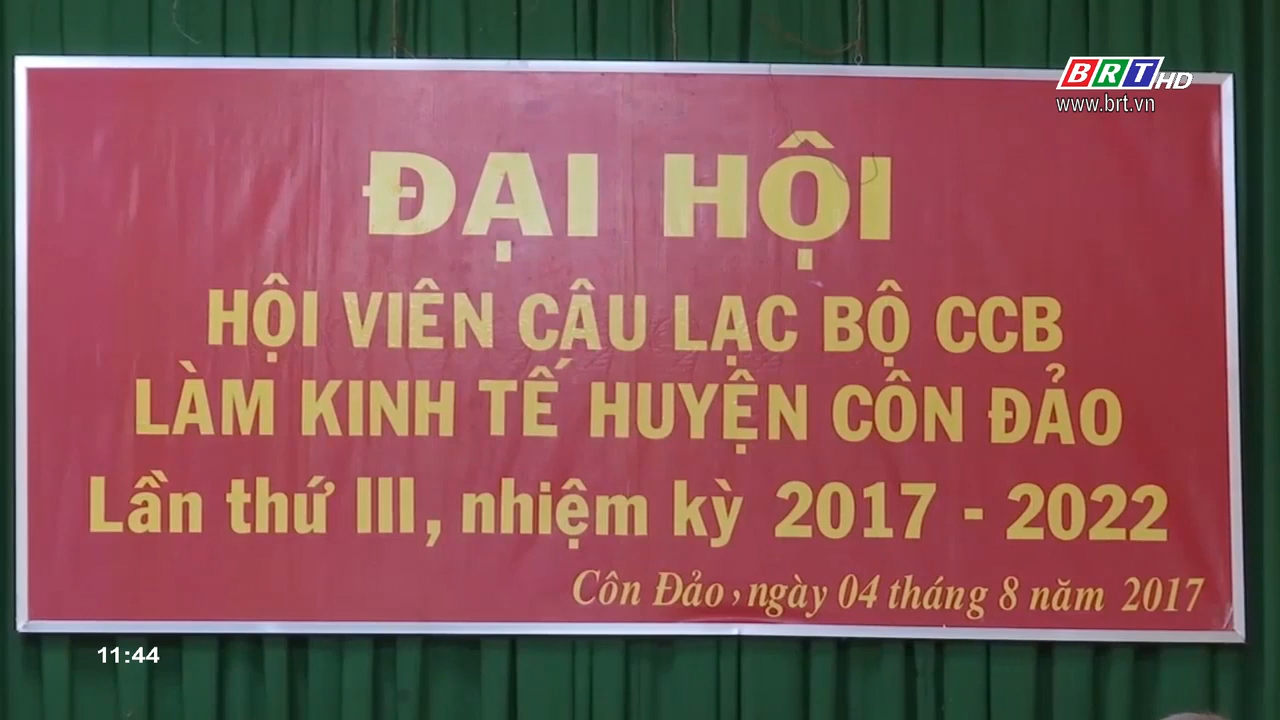 BRT HD
www.brt.vn
ĐẠI HỘI
HỘI VIÊN CÂU LẠC BỘ CCB
LÀM KINH TẾ HUYỆN CÔN ĐẢO
Lần thứ III, nhiệm kỳ 2017 - 2022
Côn Đảo, ngày 04 tháng 8 năm 2017
11:44